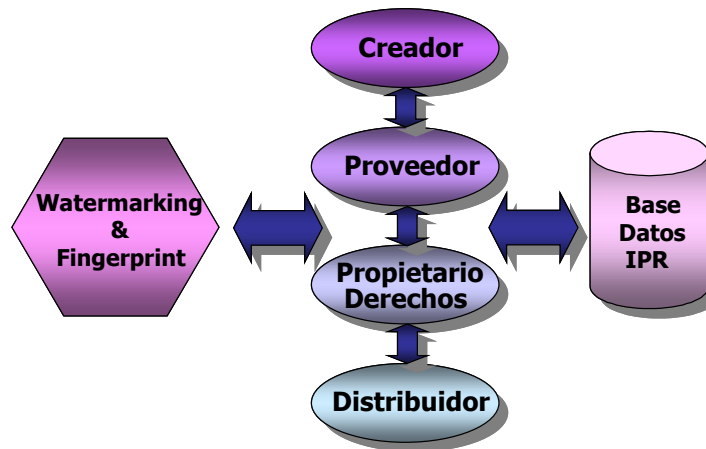 Creador
Proveedor
Watermarking
&
Fingerprint
Propietario
Derechos
Base
Datos
IPR
Distribuidor